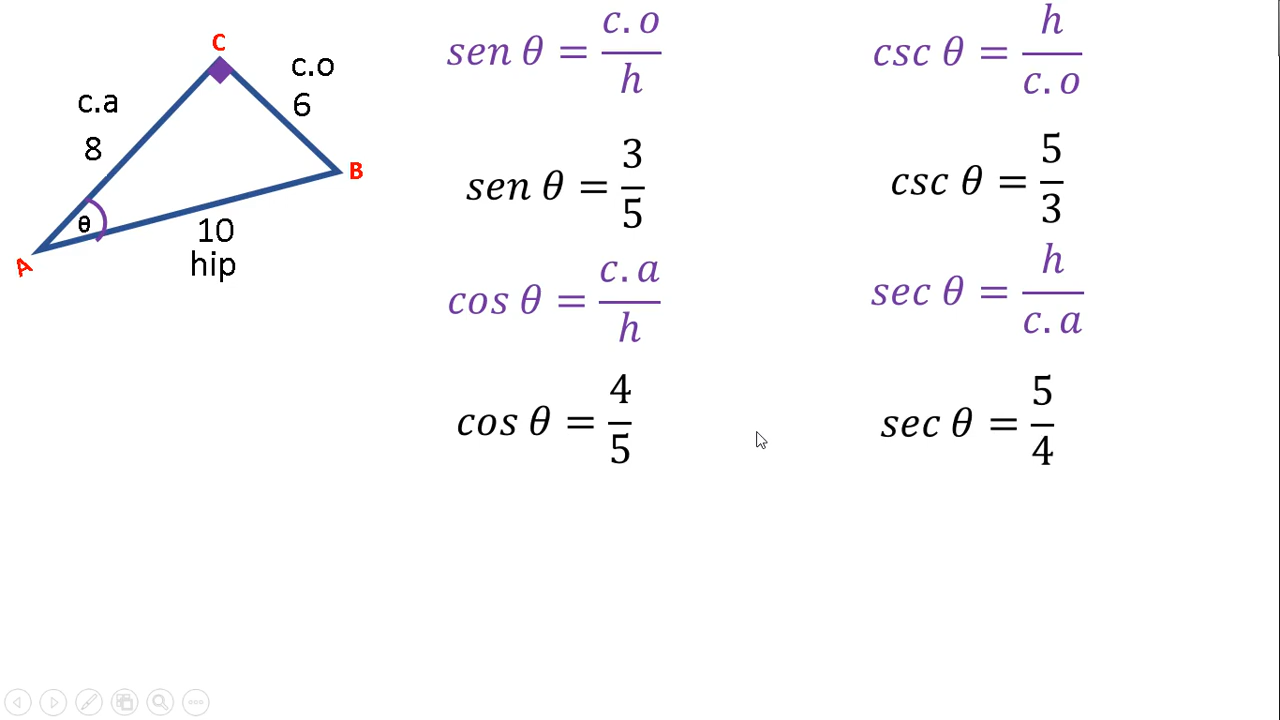 C
c.o
6
c.a
8
B
θ
10
hip
A
sen θ = c.o / h
csc θ = h / c.o
sen θ = 3 / 5
csc θ = 5 / 3
cos θ = c.a / h
sec θ = h / c.a
cos θ = 4 / 5
sec θ = 5 / 4